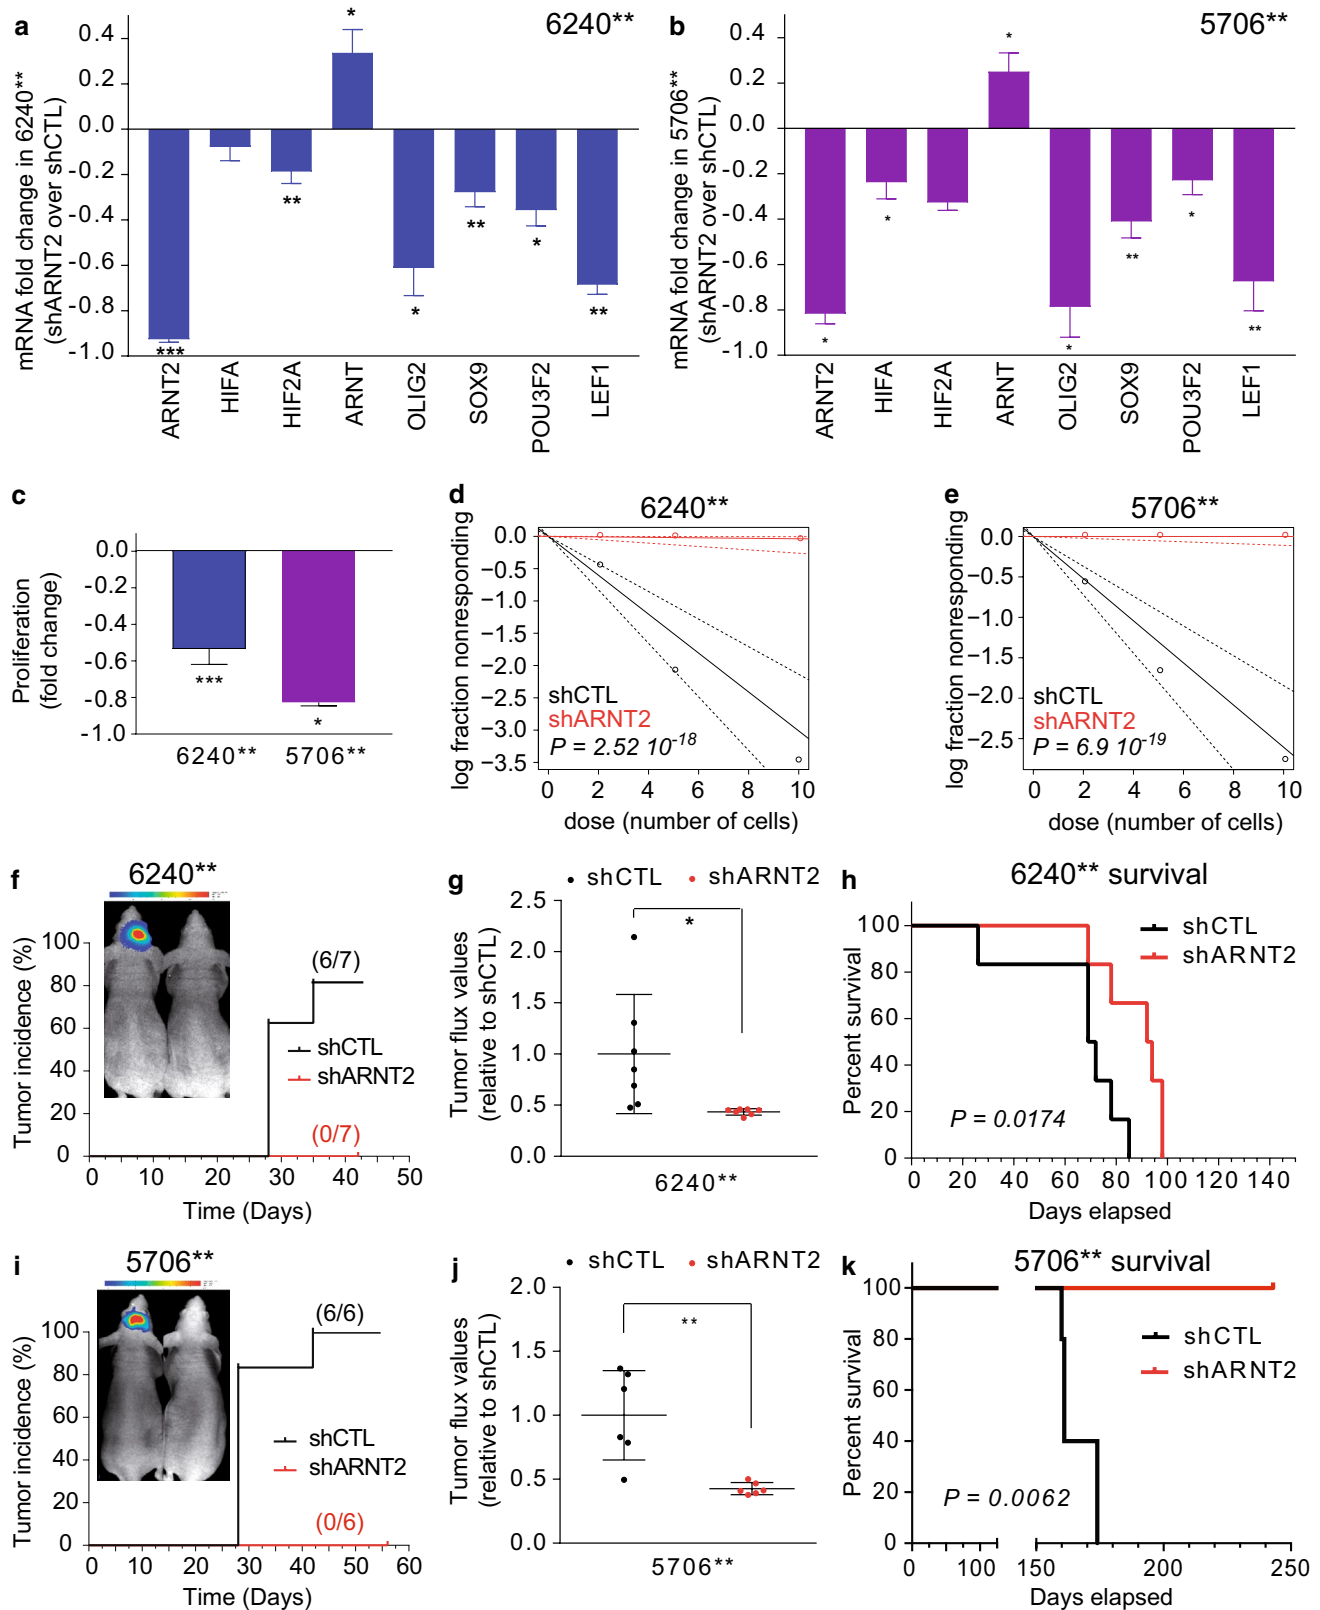 a
6240**
mRNA fold change in 6240**
(shARNT2 over shCTL)
0.4
0.2
0.0
-0.2
-0.4
-0.6
-0.8
-1.0
*
**
*
**
*
**
***
ARNT2
HIFA
HIF2A
ARNT
OLIG2
SOX9
POU3F2
LEF1
b
5706**
mRNA fold change in 5706**
(shARNT2 over shCTL)
0.4
0.2
0.0
-0.2
-0.4
-0.6
-0.8
-1.0
*
*
*
**
*
*
**
ARNT2
HIFA
HIF2A
ARNT
OLIG2
SOX9
POU3F2
LEF1
c
Proliferation
(fold change)
0.0
-0.2
-0.4
-0.6
-0.8
-1.0
***
*
6240**
5706**
d
6240**
log fraction nonresponding
0.0
−0.5
−1.0
−1.5
−2.0
−2.5
−3.0
−3.5
shCTL
shARNT2
P = 2.52 10-18
0 2 4 6 8 10
dose (number of cells)
e
5706**
log fraction nonresponding
0.0
−0.5
−1.0
−1.5
−2.0
−2.5
shCTL
shARNT2
P = 6.9 10-19
0 2 4 6 8 10
dose (number of cells)
f
6240**
Tumor incidence (%)
100
80
60
40
20
0
(6/7)
shCTL
shARNT2
(0/7)
0 10 20 30 40 50
Time (Days)
g
shCTL shARNT2
Tumor flux values
(relative to shCTL)
2.5
2.0
1.5
1.0
0.5
0.0
*
6240**
h
6240** survival
Percent survival
100
80
60
40
20
0
shCTL
shARNT2
P = 0.0174
0 20 40 60 80 100 120 140
Days elapsed
i
5706**
Tumor incidence (%)
100
80
60
40
20
0
(6/6)
shCTL
shARNT2
(0/6)
0 10 20 30 40 50 60
Time (Days)
j
shCTL shARNT2
Tumor flux values
(relative to shCTL)
2.0
1.5
1.0
0.5
0.0
**
5706**
k
5706** survival
Percent survival
100
80
60
40
20
0
shCTL
shARNT2
P = 0.0062
0 50 100 150 200 250
Days elapsed